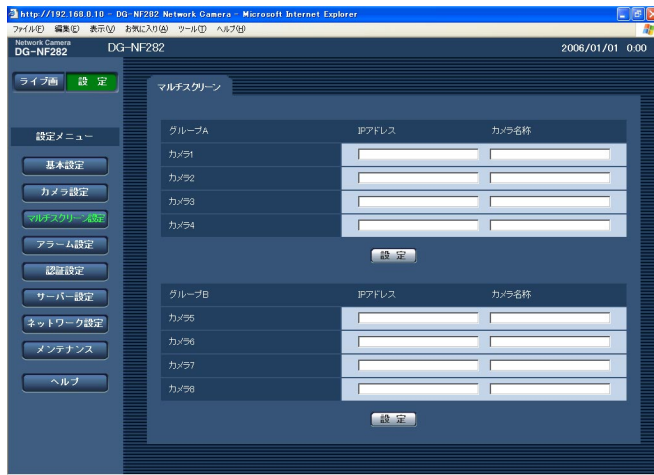 http://192.168.0.10 - DG-NF282 Network Camera - Microsoft Internet Explorer
ファイル(F) 編集(E) 表示(V) お気に入り(A) ツール(T) ヘルプ(H)
Network Camera
DG-NF282
DG-NF282
2006/01/01 0:00
ライブ画 設 定
マルチスクリーン
設定メニュー
基本設定
カメラ設定
マルチスクリーン設定
アラーム設定
認証設定
サーバー設定
ネットワーク設定
メンテナンス
ヘルプ
グループA IPアドレス カメラ名称
カメラ1
カメラ2
カメラ3
カメラ4
設 定
グループB IPアドレス カメラ名称
カメラ5
カメラ6
カメラ7
カメラ8
設 定